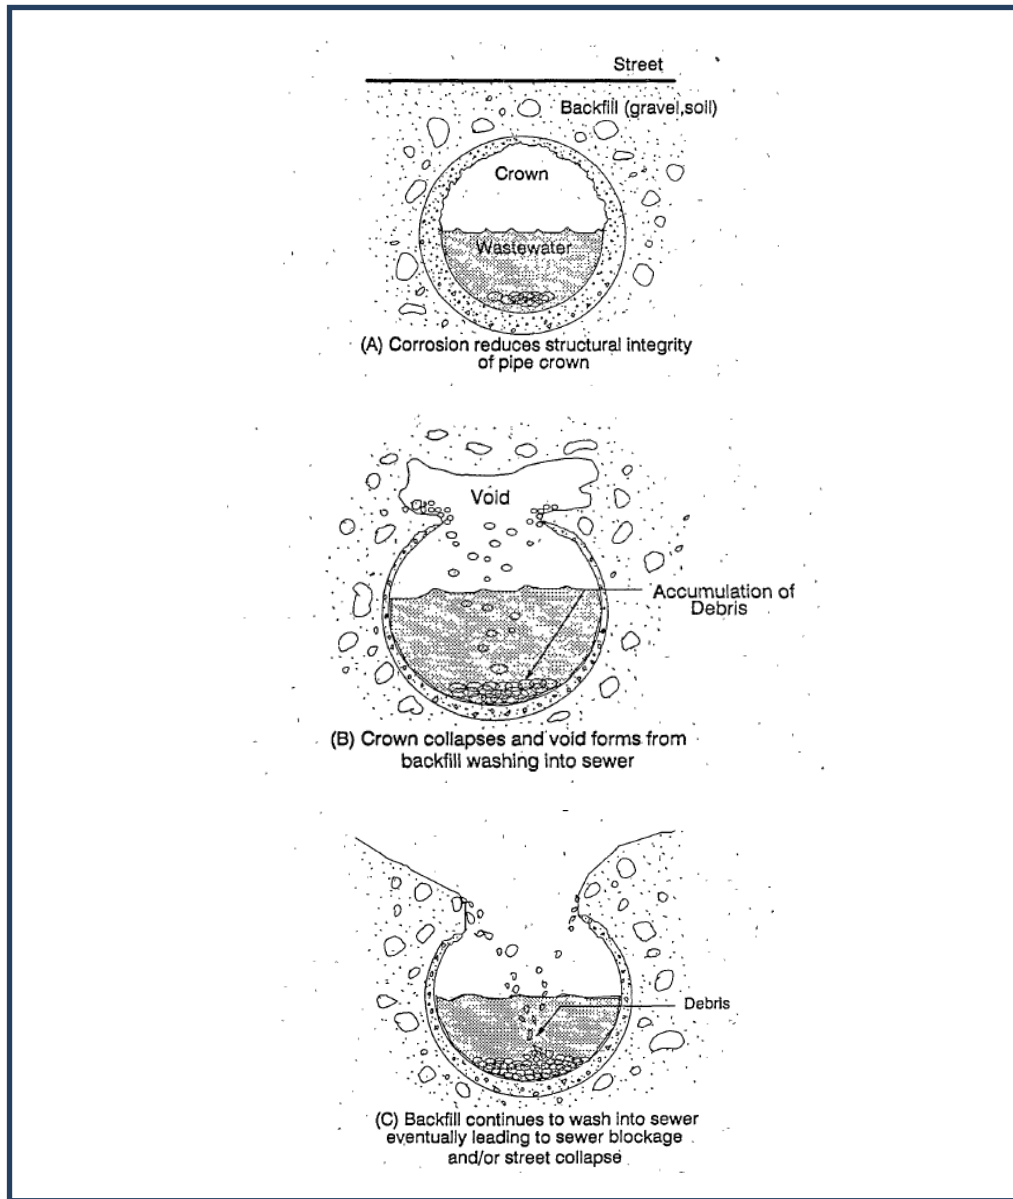 Street
Backfill (gravel,soil)
Crown
Wastewater
(A) Corrosion reduces structural integrity
of pipe crown
Void
Accumulation of
Debris
(B) Crown collapses and void forms from
backfill washing into sewer
Debris
(C) Backfill continues to wash into sewer
eventually leading to sewer blockage
and/or street collapse